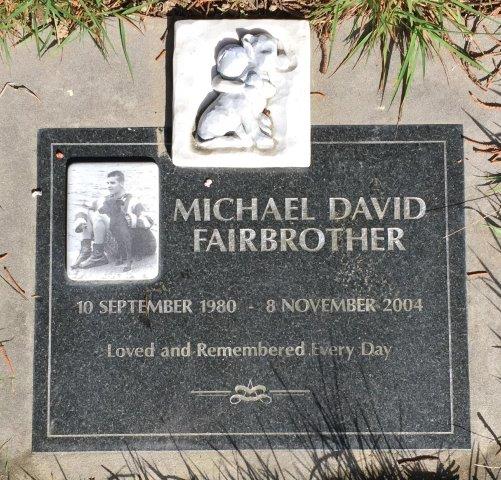 MICHAEL DAVID
FAIRBROTHER
10 SEPTEMBER 1980 - 8 NOVEMBER 2004
Loved and Remembered Every Day